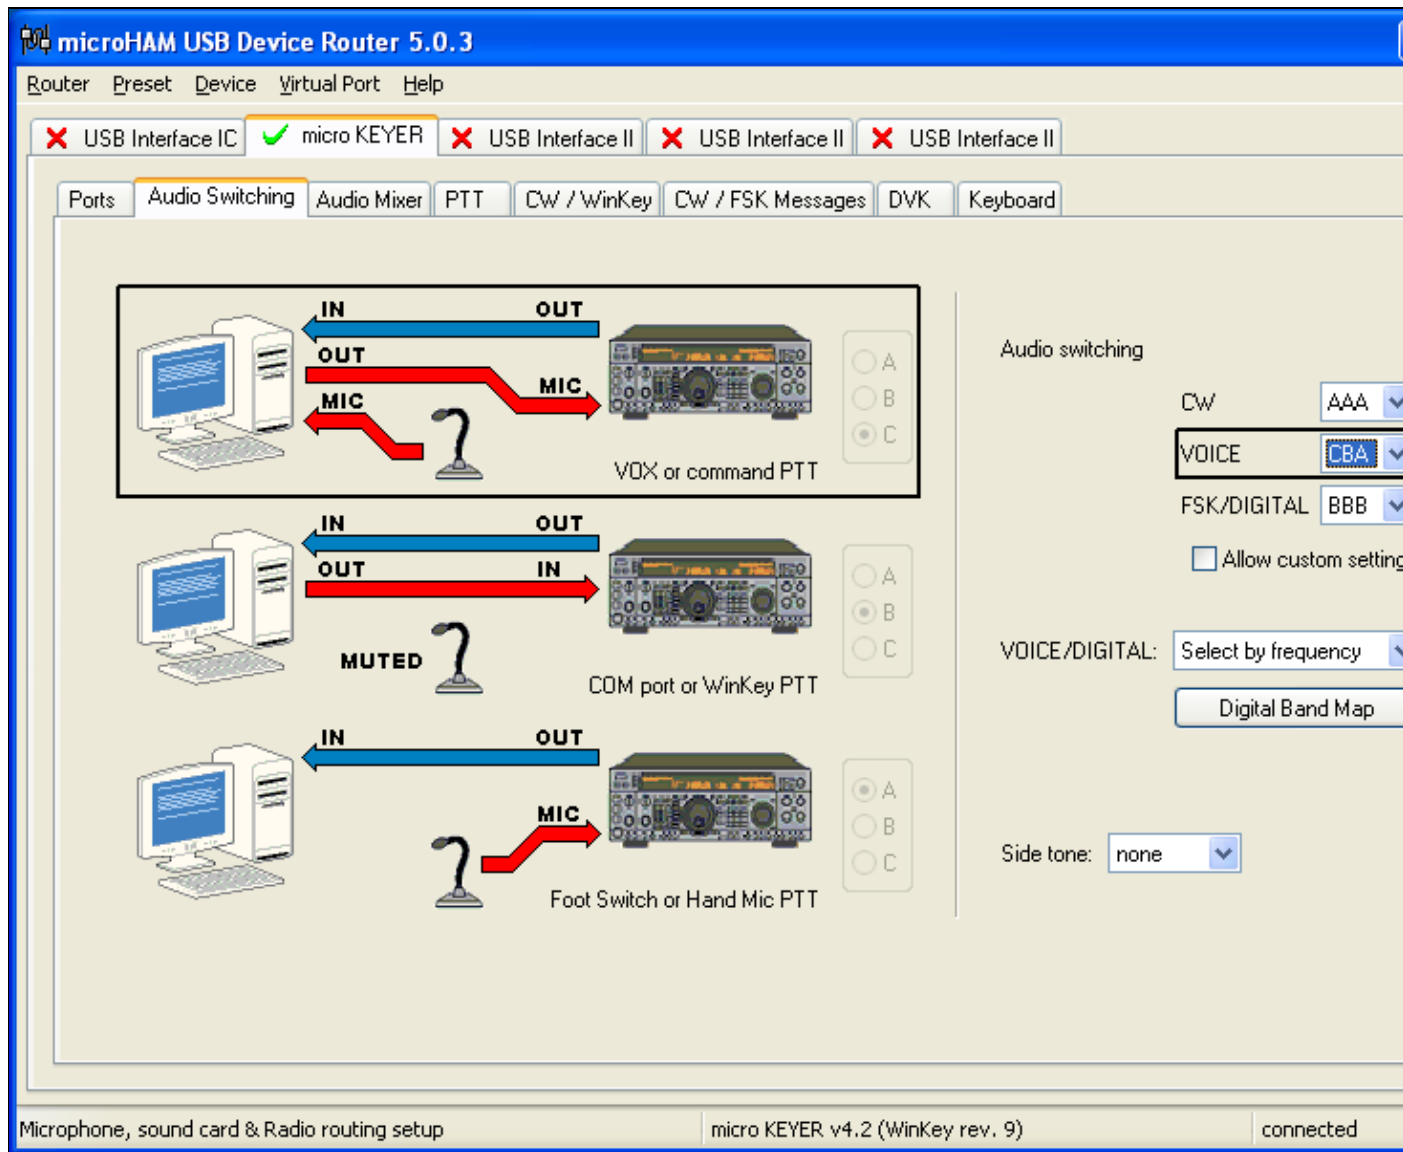 microHAM USB Device Router 5.0.3
Router Preset Device Virtual Port Help
USB Interface IC micro KEYER USB Interface II USB Interface II USB Interface II
Ports Audio Switching Audio Mixer PTT CW / WinKey CW / FSK Messages DVK Keyboard
IN OUT
OUT
MIC
MIC
A
B
C
VOX or command PTT
IN OUT
OUT IN
MUTED
A
B
C
COM port or WinKey PTT
IN OUT
MIC
A
B
C
Foot Switch or Hand Mic PTT
Audio switching
CW AAA
VOICE CBA
FSK/DIGITAL BBB
Allow custom setting
VOICE/DIGITAL: Select by frequency
Digital Band Map
Side tone: none
Microphone, sound card & Radio routing setup micro KEYER v4.2 (WinKey rev. 9) connected